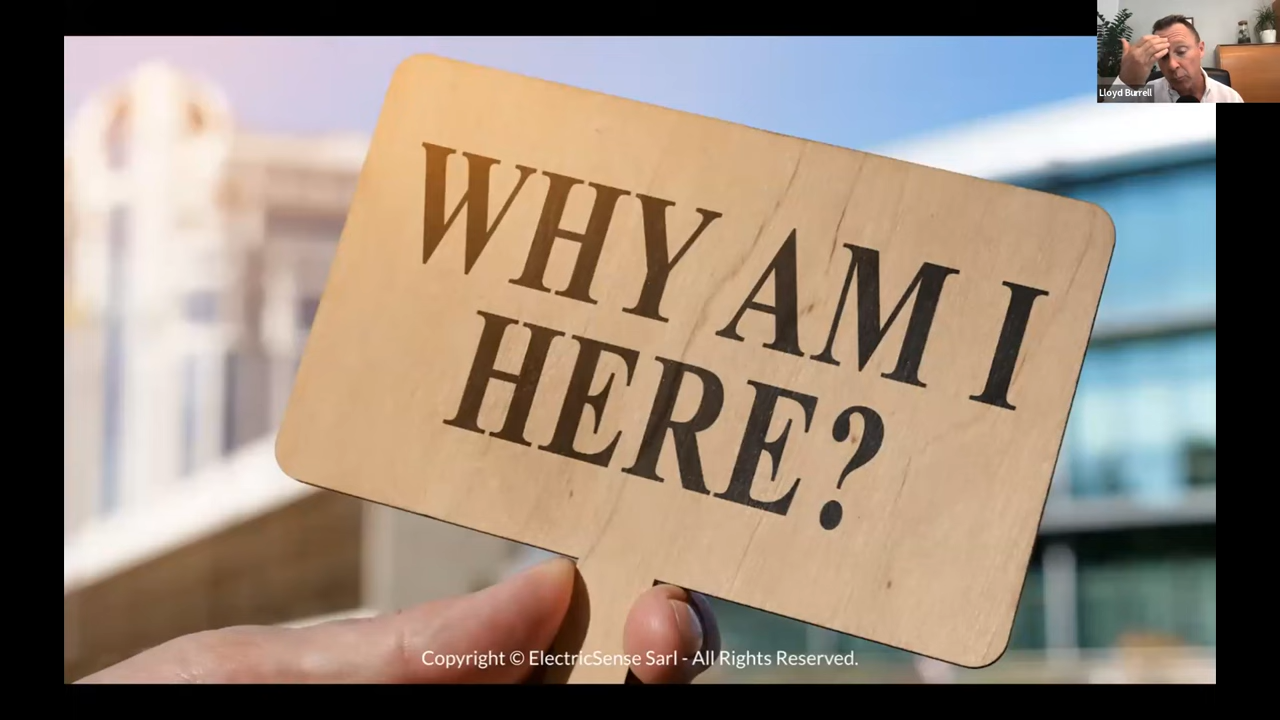 Lloyd Burrell
WHY AM I
HERE?
Copyright © ElectricSense Sarl - All Rights Reserved.